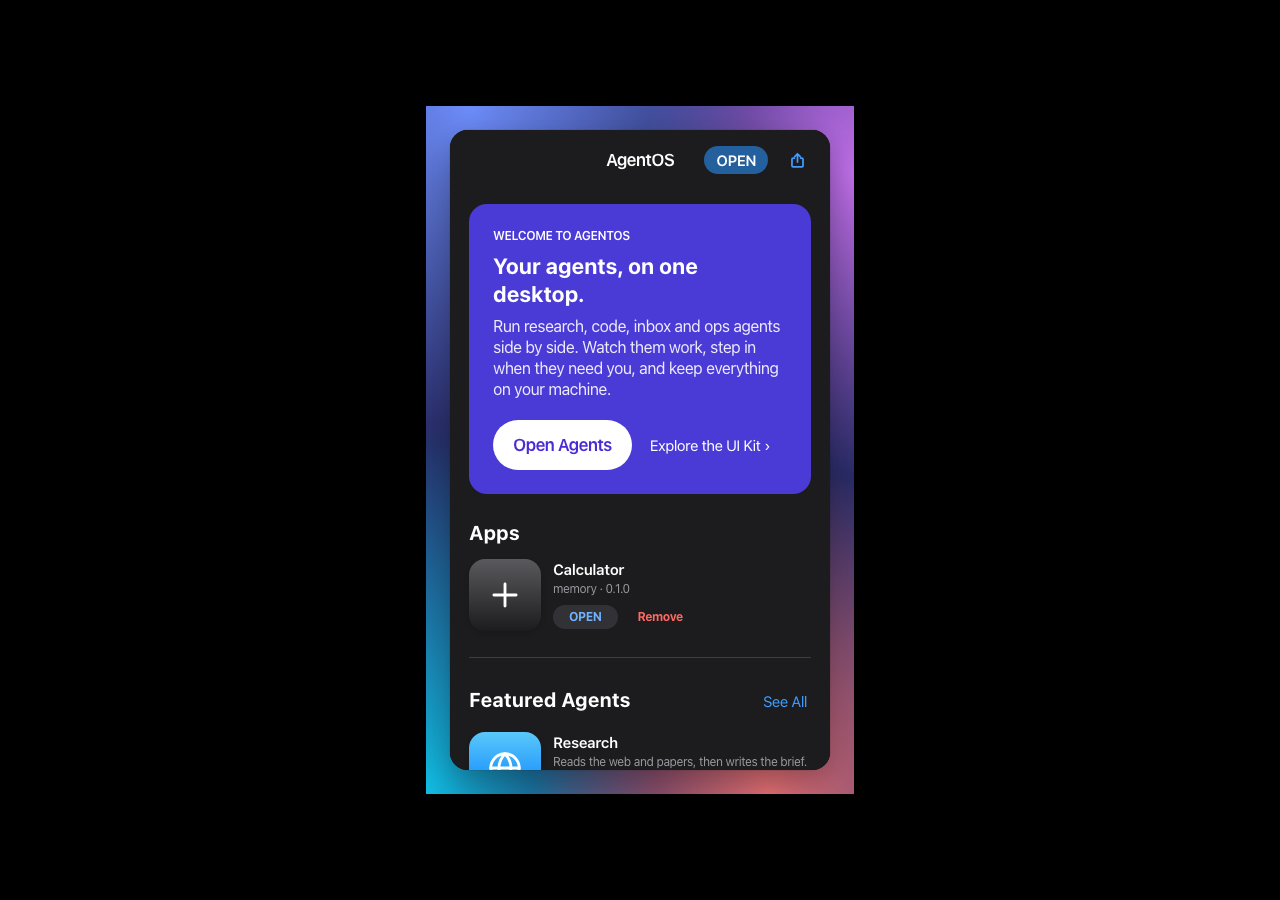 AgentOS
OPEN
WELCOME TO AGENTOS
Your agents, on one
desktop.
Run research, code, inbox and ops agents
side by side. Watch them work, step in
when they need you, and keep everything
on your machine.
Open Agents
Explore the UI Kit ›
Apps
Calculator
memory · 0.1.0
OPEN
Remove
Featured Agents
See All
Research
Reads the web and papers, then writes the brief.